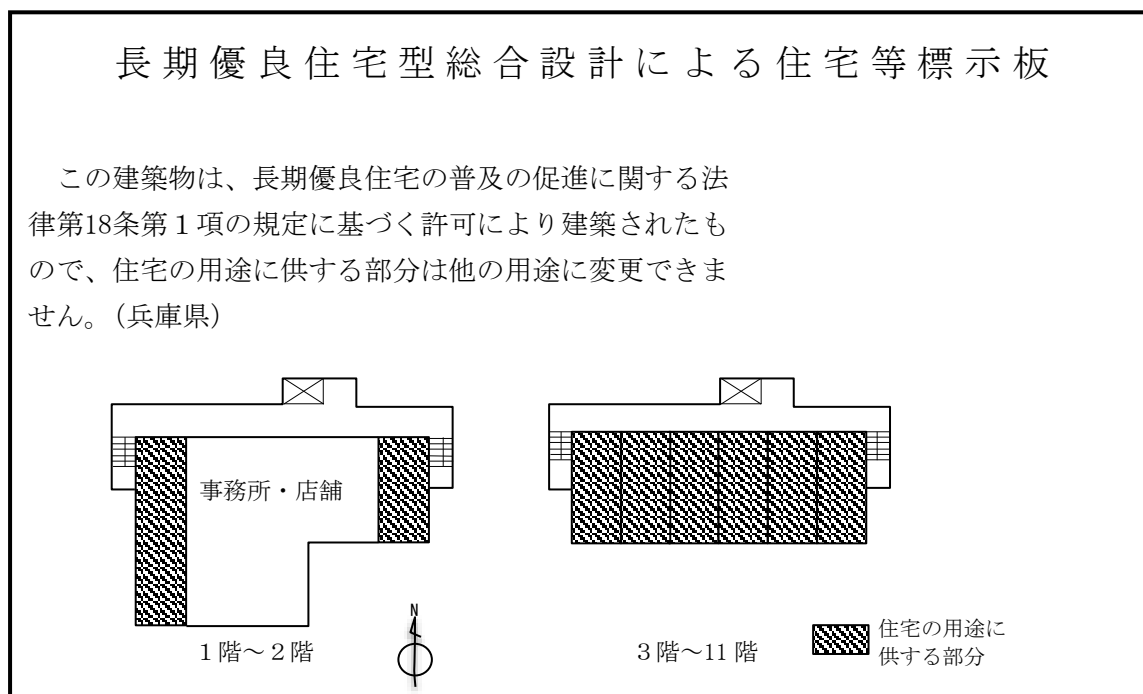 長期優良住宅型総合設計による住宅等標示板
この建築物は、長期優良住宅の普及の促進に関する法
律第18条第１項の規定に基づく許可により建築されたも
ので、住宅の用途に供する部分は他の用途に変更できま
せん。（兵庫県）
事務所・店舗
N
１階～２階
３階～11 階
住宅の用途に
供する部分